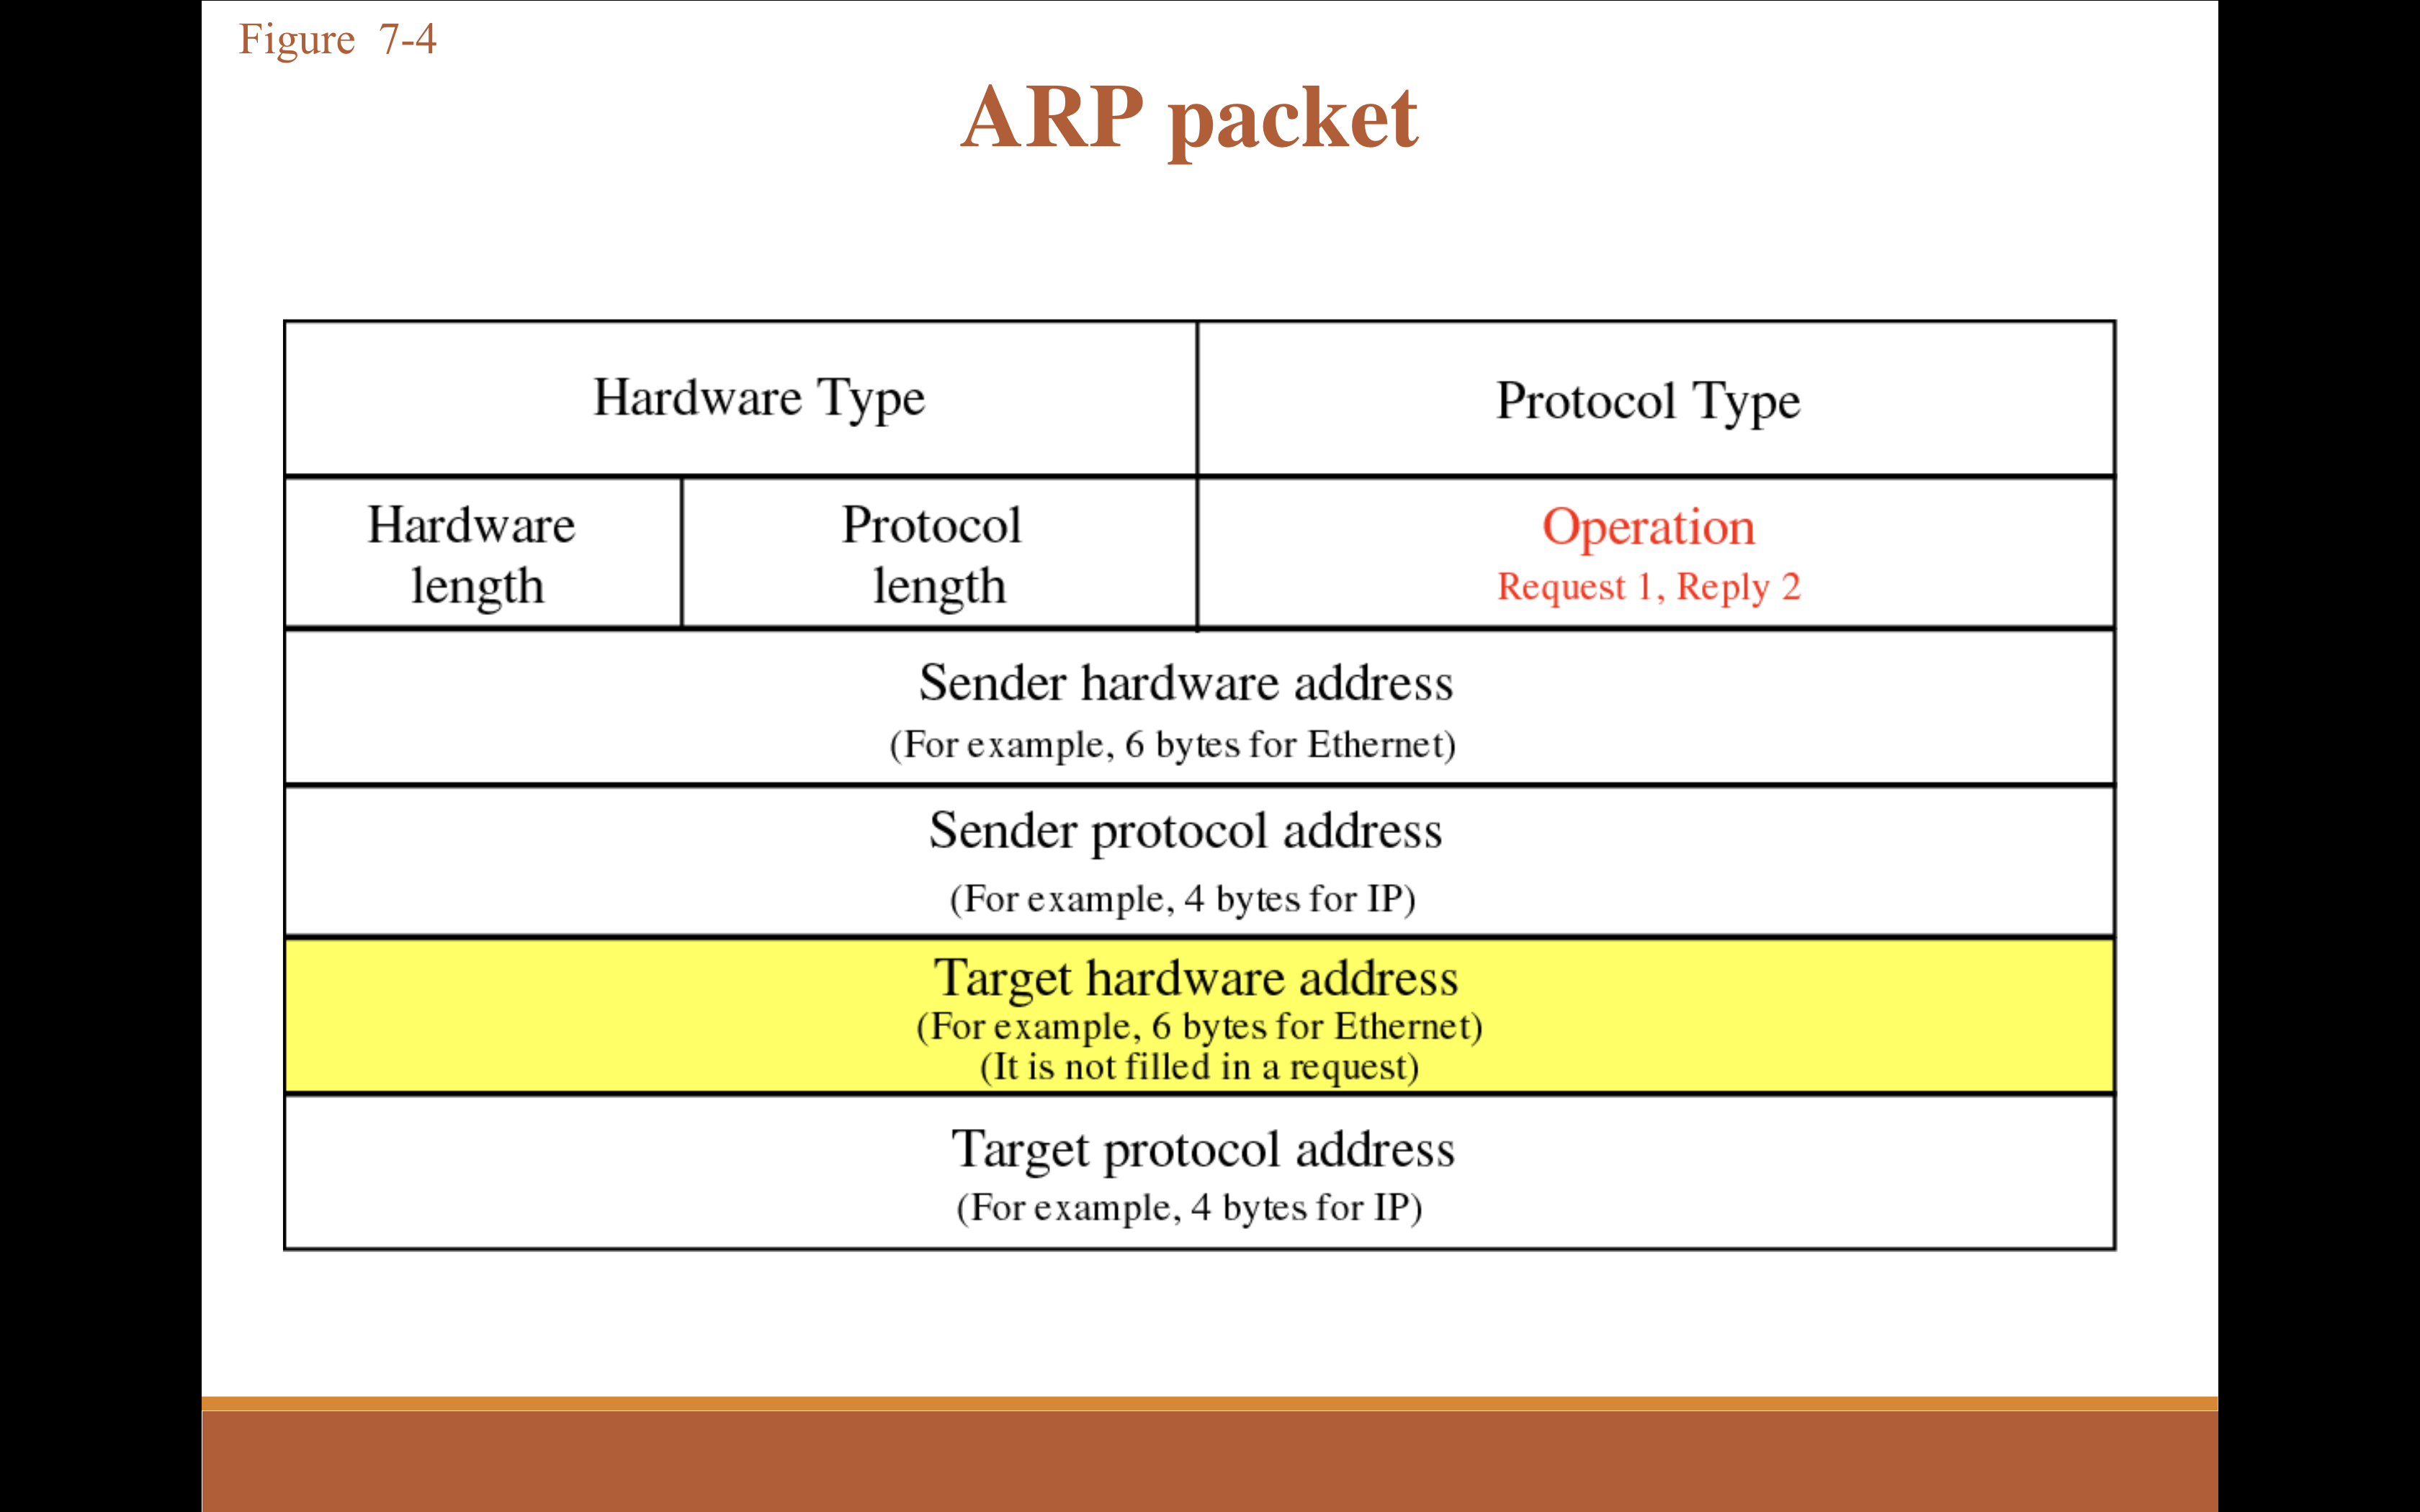 Figure 7-4
ARP packet
Hardware Type
Protocol Type
Hardware
length
Protocol
length
Operation
Request 1, Reply 2
Sender hardware address
(For example, 6 bytes for Ethernet)
Sender protocol address
(For example, 4 bytes for IP)
Target hardware address
(For example, 6 bytes for Ethernet)
(It is not filled in a request)
Target protocol address
(For example, 4 bytes for IP)